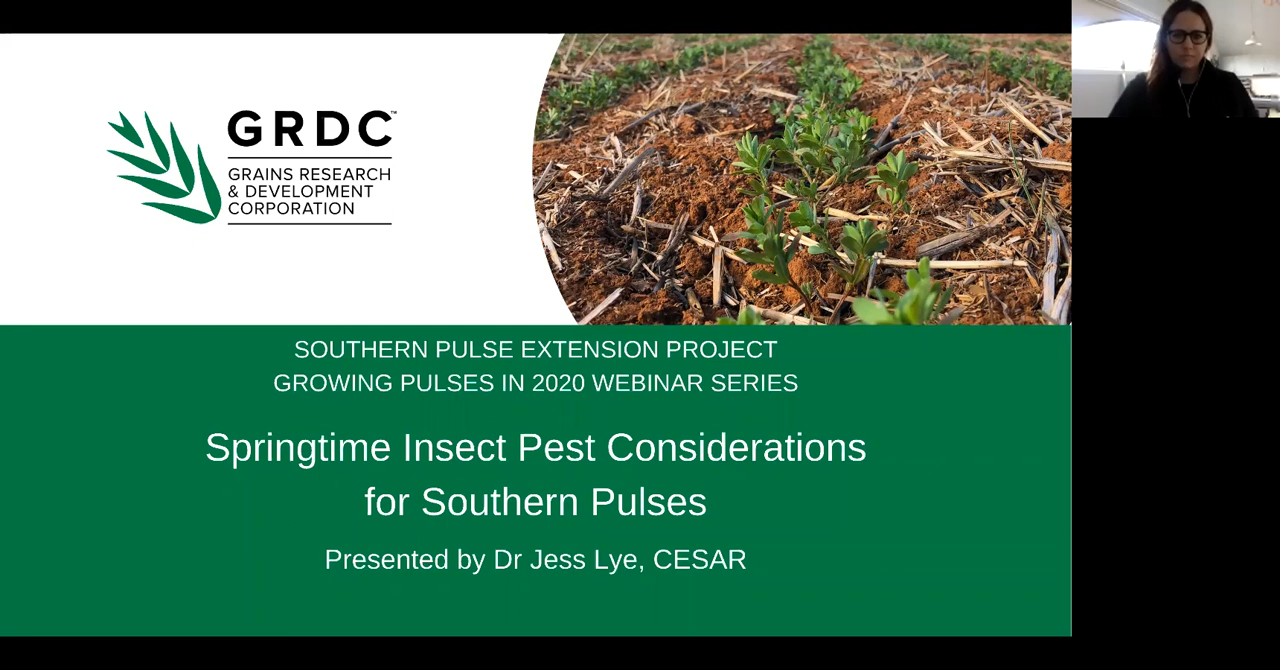 GRDC™
GRAINS RESEARCH
& DEVELOPMENT
CORPORATION
SOUTHERN PULSE EXTENSION PROJECT
GROWING PULSES IN 2020 WEBINAR SERIES
Springtime Insect Pest Considerations
for Southern Pulses
Presented by Dr Jess Lye, CESAR